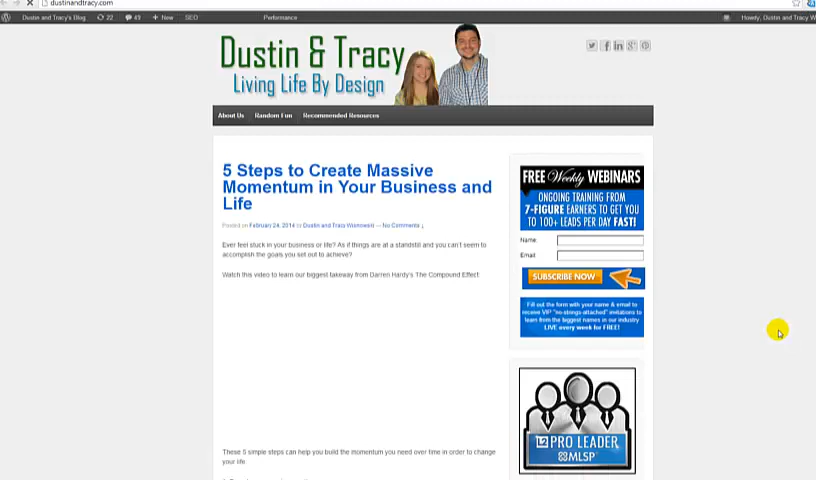 dustinandtracy.com
Dustin and Tracy's Blog 22 49 + New SEO Performance Howdy, Dustin and Tracy W
Dustin & Tracy
Living Life By Design
About Us Random Fun Recommended Resources
5 Steps to Create Massive
Momentum in Your Business and
Life
Posted on February 24, 2014 by Dustin and Tracy Wisnowski — No Comments ↓
Ever feel stuck in your business or life? As if things are at a standstill and you can't seem to
accomplish the goals you set out to achieve?
Watch this video to learn our biggest takeway from Darren Hardy's The Compound Effect
These 5 simple steps can help you build the momentum you need over time in order to change
your life
FREE Weekly WEBINARS
ONGOING TRAINING FROM
7-FIGURE EARNERS TO GET YOU
TO 100+ LEADS PER DAY FAST!
Name:
Email:
SUBSCRIBE NOW
Fill out the form with your name & email to
receive VIP "no-strings-attached" invitations to
learn from the biggest names in our industry
LIVE every week for FREE!
L2 PRO LEADER
MLSP